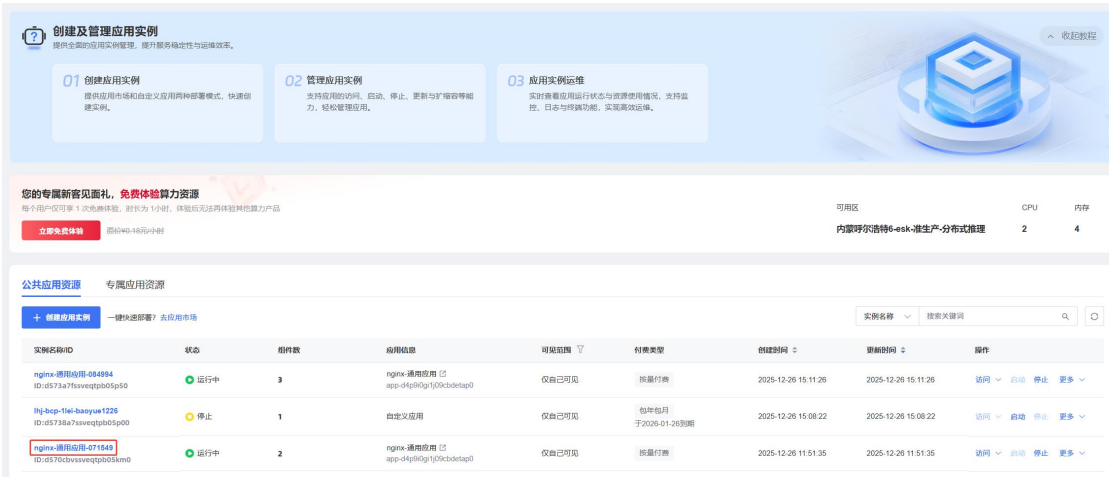 创建及管理应用实例
提供全面的应用实例管理，提升服务稳定性与运维效率。
收起教程
01 创建应用实例
提供应用市场和自定义应用两种部署模式，快速创
建实例。
02 管理应用实例
支持应用的访问、启动、停止、更新与扩缩容等能
力，轻松管理应用。
03 应用实例运维
实时查看应用运行状态与资源使用情况，支持监
控、日志与终端功能，实现高效运维。
您的专属新客见面礼，免费体验算力资源
每个用户仅可享 1 次免费体验，时长为 1小时，体验后无法再体验其他算力产品
立即免费体验 原价¥0.18元/小时
可用区 CPU 内存
内蒙呼尔浩特6-esk-准生产-分布式推理 2 4
公共应用资源 专属应用资源
+ 创建应用实例 一键快速部署？去应用市场 实例名称 搜索关键词
实例名称/ID 状态 组件数 应用信息 可见范围 付费类型 创建时间 更新时间 操作
nginx-通用应用-084994 运行中 3 nginx-通用应用 仅自己可见 按量付费 2025-12-26 15:11:26 2025-12-26 15:11:26 访问 启动 停止 更多
ID:d573a7fssveqtpb05p50 app-d4p9i0gi1j09cbdetap0
lhj-bcp-1lei-baoyue1226 停止 1 自定义应用 仅自己可见 包年包月 2025-12-26 15:08:22 2025-12-26 15:08:22 访问 启动 停止 更多
ID:d5738a7ssveqtpb05p00 于2026-01-26到期
nginx-通用应用-071549 运行中 2 nginx-通用应用 仅自己可见 按量付费 2025-12-26 11:51:35 2025-12-26 11:51:35 访问 启动 停止 更多
ID:d570cbvssveqtpb05km0 app-d4p9i0gi1j09cbdetap0